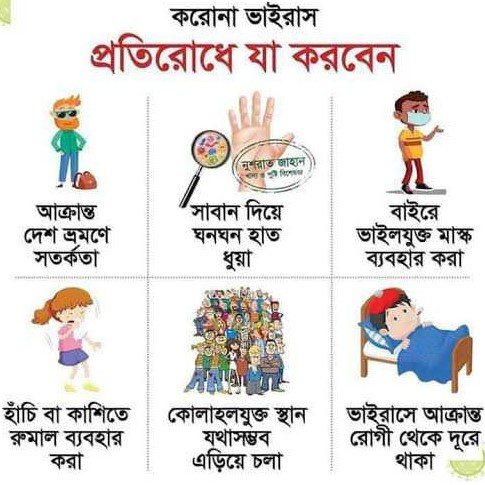 করোনা ভাইরাস
প্রতিরোধে যা করবেন
নুশরাত জাহান
খাদ্য ও পুষ্টি বিশেষজ্ঞ
আক্রান্ত
দেশ ভ্রমণে
সতর্কতা
সাবান দিয়ে
ঘনঘন হাত
ধুয়া
বাইরে
ভাইলযুক্ত মাস্ক
ব্যবহার করা
হাঁচি বা কাশিতে
রুমাল ব্যবহার
করা
কোলাহলযুক্ত স্থান
যথাসম্ভব
এড়িয়ে চলা
ভাইরাসে আক্রান্ত
রোগী থেকে দূরে
থাকা